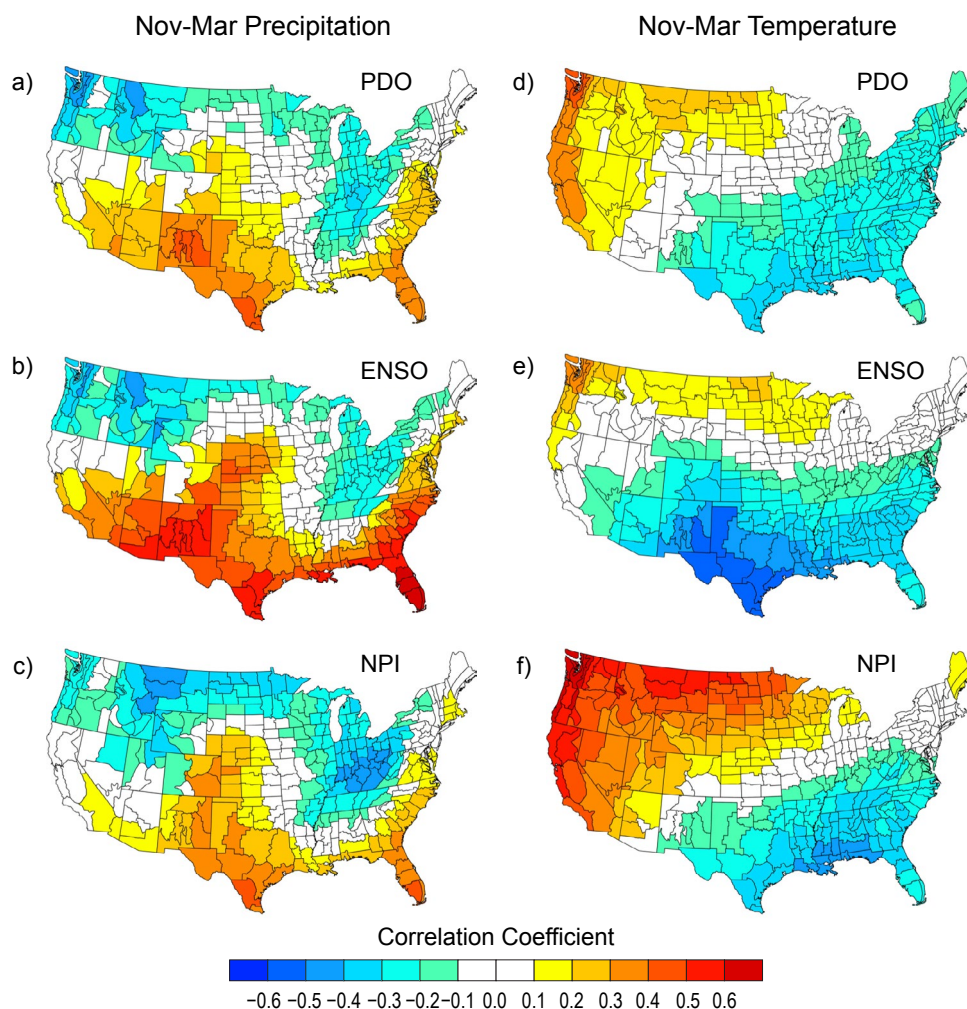 Nov-Mar Precipitation
Nov-Mar Temperature
a)
PDO
d)
PDO
b)
ENSO
e)
ENSO
c)
NPI
f)
NPI
Correlation Coefficient
−0.6 −0.5 −0.4 −0.3 −0.2 −0.1 0.0 0.1 0.2 0.3 0.4 0.5 0.6